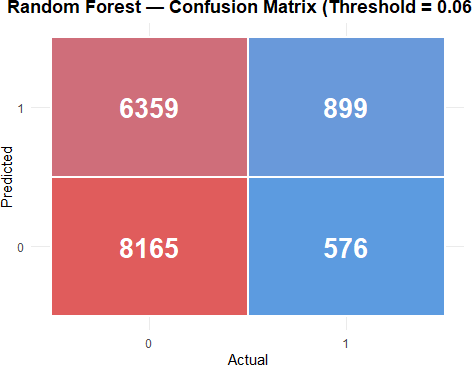 Random Forest — Confusion Matrix (Threshold = 0.06
Predicted
1
6359
899
0
8165
576
0
1
Actual